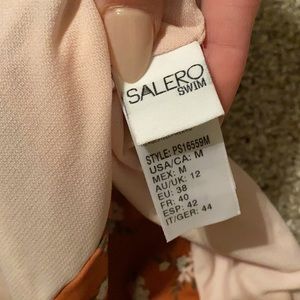 SALERO
SWIM
STYLE: PS16559M
USA/CA: M
MEX: M
AU/UK: 12
EU: 38
FR: 40
ESP: 42
IT/GER: 44